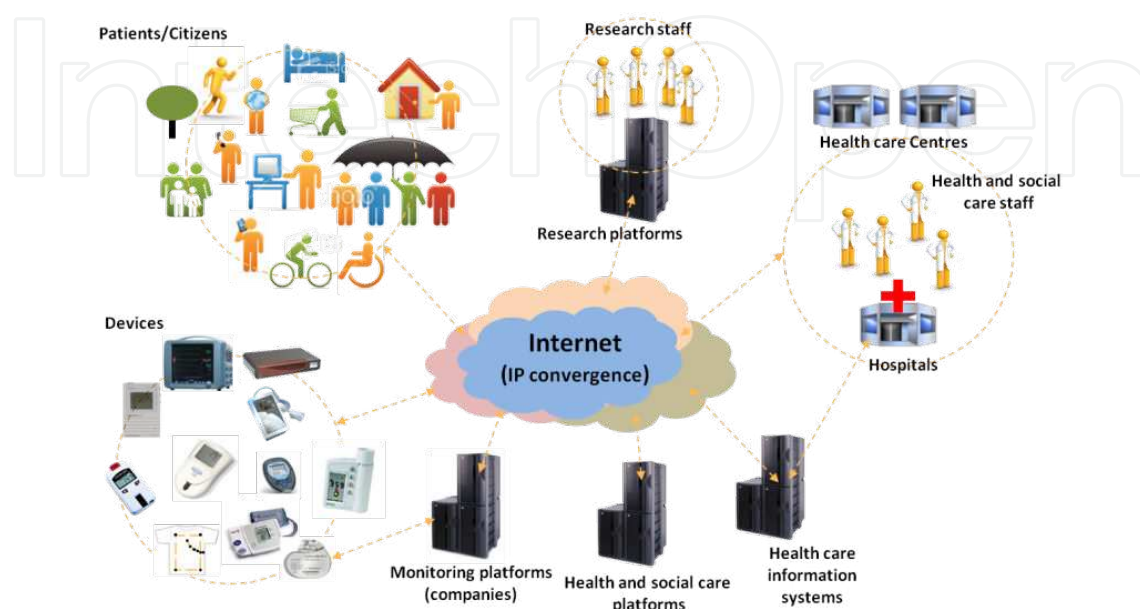 IntechOpen
Patients/Citizens
Research staff
Health care Centres
Health and social
care staff
Research platforms
Hospitals
Devices
Internet
(IP convergence)
Monitoring platforms
(companies)
Health and social care
platforms
Health care
information
systems